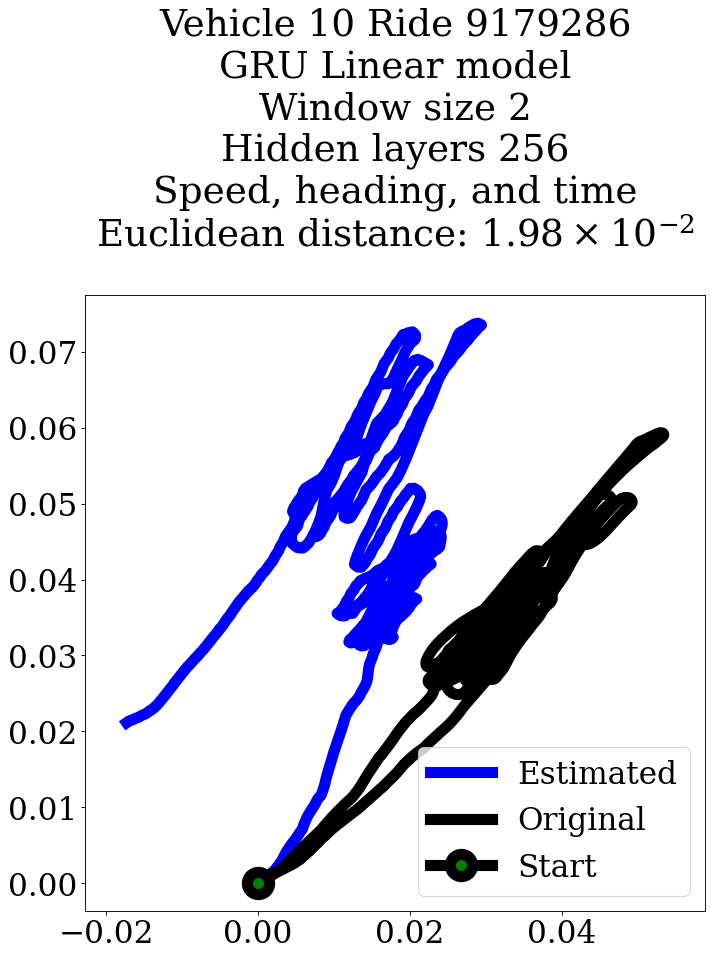 Vehicle 10 Ride 9179286
GRU Linear model
Window size 2
Hidden layers 256
Speed, heading, and time
Euclidean distance: 1.98 × 10⁻²
0.07
0.06
0.05
0.04
0.03
0.02
0.01
0.00
Estimated
Original
Start
−0.02 0.00 0.02 0.04